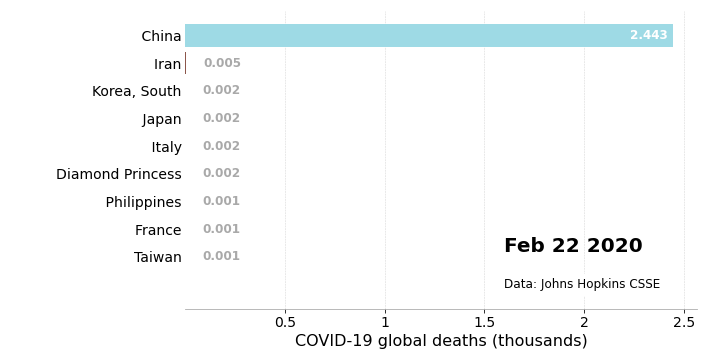 China 2.443
Iran 0.005
Korea, South 0.002
Japan 0.002
Italy 0.002
Diamond Princess 0.002
Philippines 0.001
France 0.001
Taiwan 0.001
Feb 22 2020
Data: Johns Hopkins CSSE
0.5 1 1.5 2 2.5
COVID-19 global deaths (thousands)